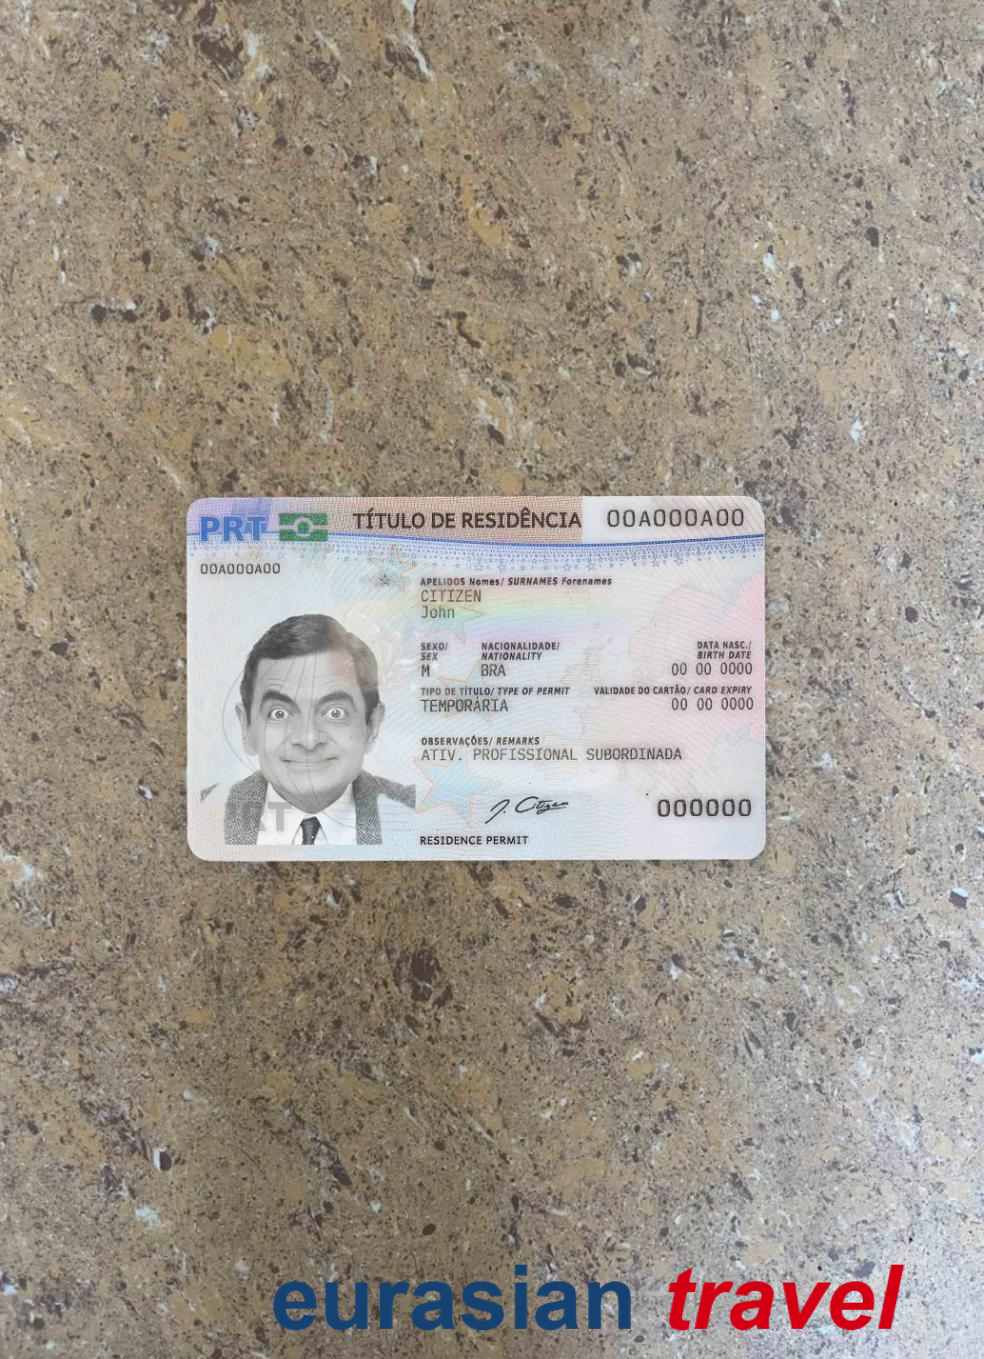 PRT
TÍTULO DE RESIDÊNCIA
00A000A00
00A000A00
APELIDOS Nomes/ SURNAMES Forenames
CITIZEN
John
SEXO/ NACIONALIDADE/ DATA NASC./
SEX NATIONALITY BIRTH DATE
M BRA 00 00 0000
TIPO DE TÍTULO/ TYPE OF PERMIT VALIDADE DO CARTÃO/ CARD EXPIRY
TEMPORÁRIA 00 00 0000
OBSERVAÇÕES/ REMARKS
ATIV. PROFISSIONAL SUBORDINADA
J. Citizen
000000
RESIDENCE PERMIT
eurasian travel